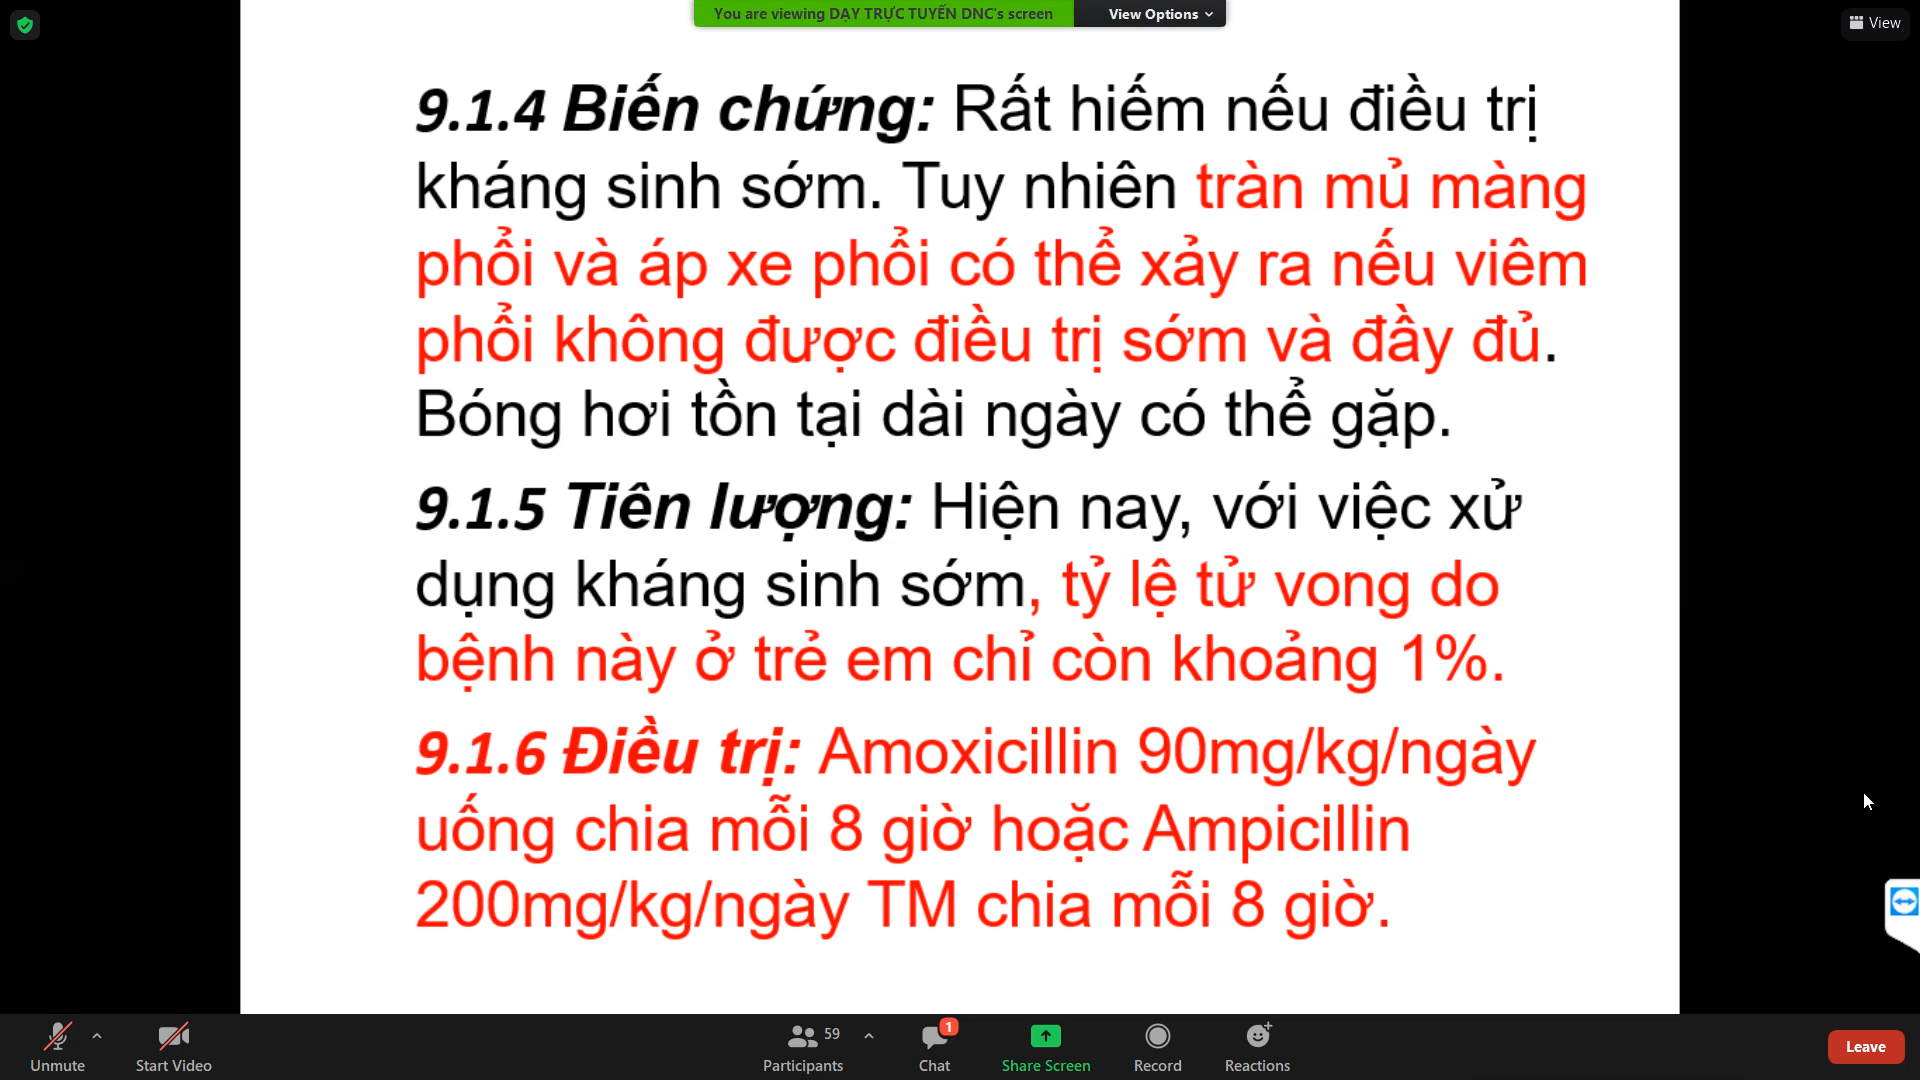 You are viewing DẠY TRỰC TUYẾN DNC's screen
View Options
View
9.1.4 Biến chứng: Rất hiếm nếu điều trị
kháng sinh sớm. Tuy nhiên tràn mủ màng
phổi và áp xe phổi có thể xảy ra nếu viêm
phổi không được điều trị sớm và đầy đủ.
Bóng hơi tồn tại dài ngày có thể gặp.
9.1.5 Tiên lượng: Hiện nay, với việc xử
dụng kháng sinh sớm, tỷ lệ tử vong do
bệnh này ở trẻ em chỉ còn khoảng 1%.
9.1.6 Điều trị: Amoxicillin 90mg/kg/ngày
uống chia mỗi 8 giờ hoặc Ampicillin
200mg/kg/ngày TM chia mỗi 8 giờ.
59
1
Unmute
Start Video
Participants
Chat
Share Screen
Record
Reactions
Leave